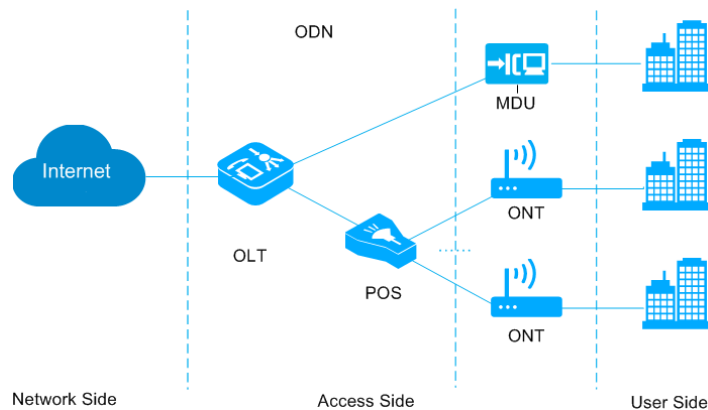 ODN
MDU
Internet
ONT
OLT
POS
ONT
Network Side
Access Side
User Side